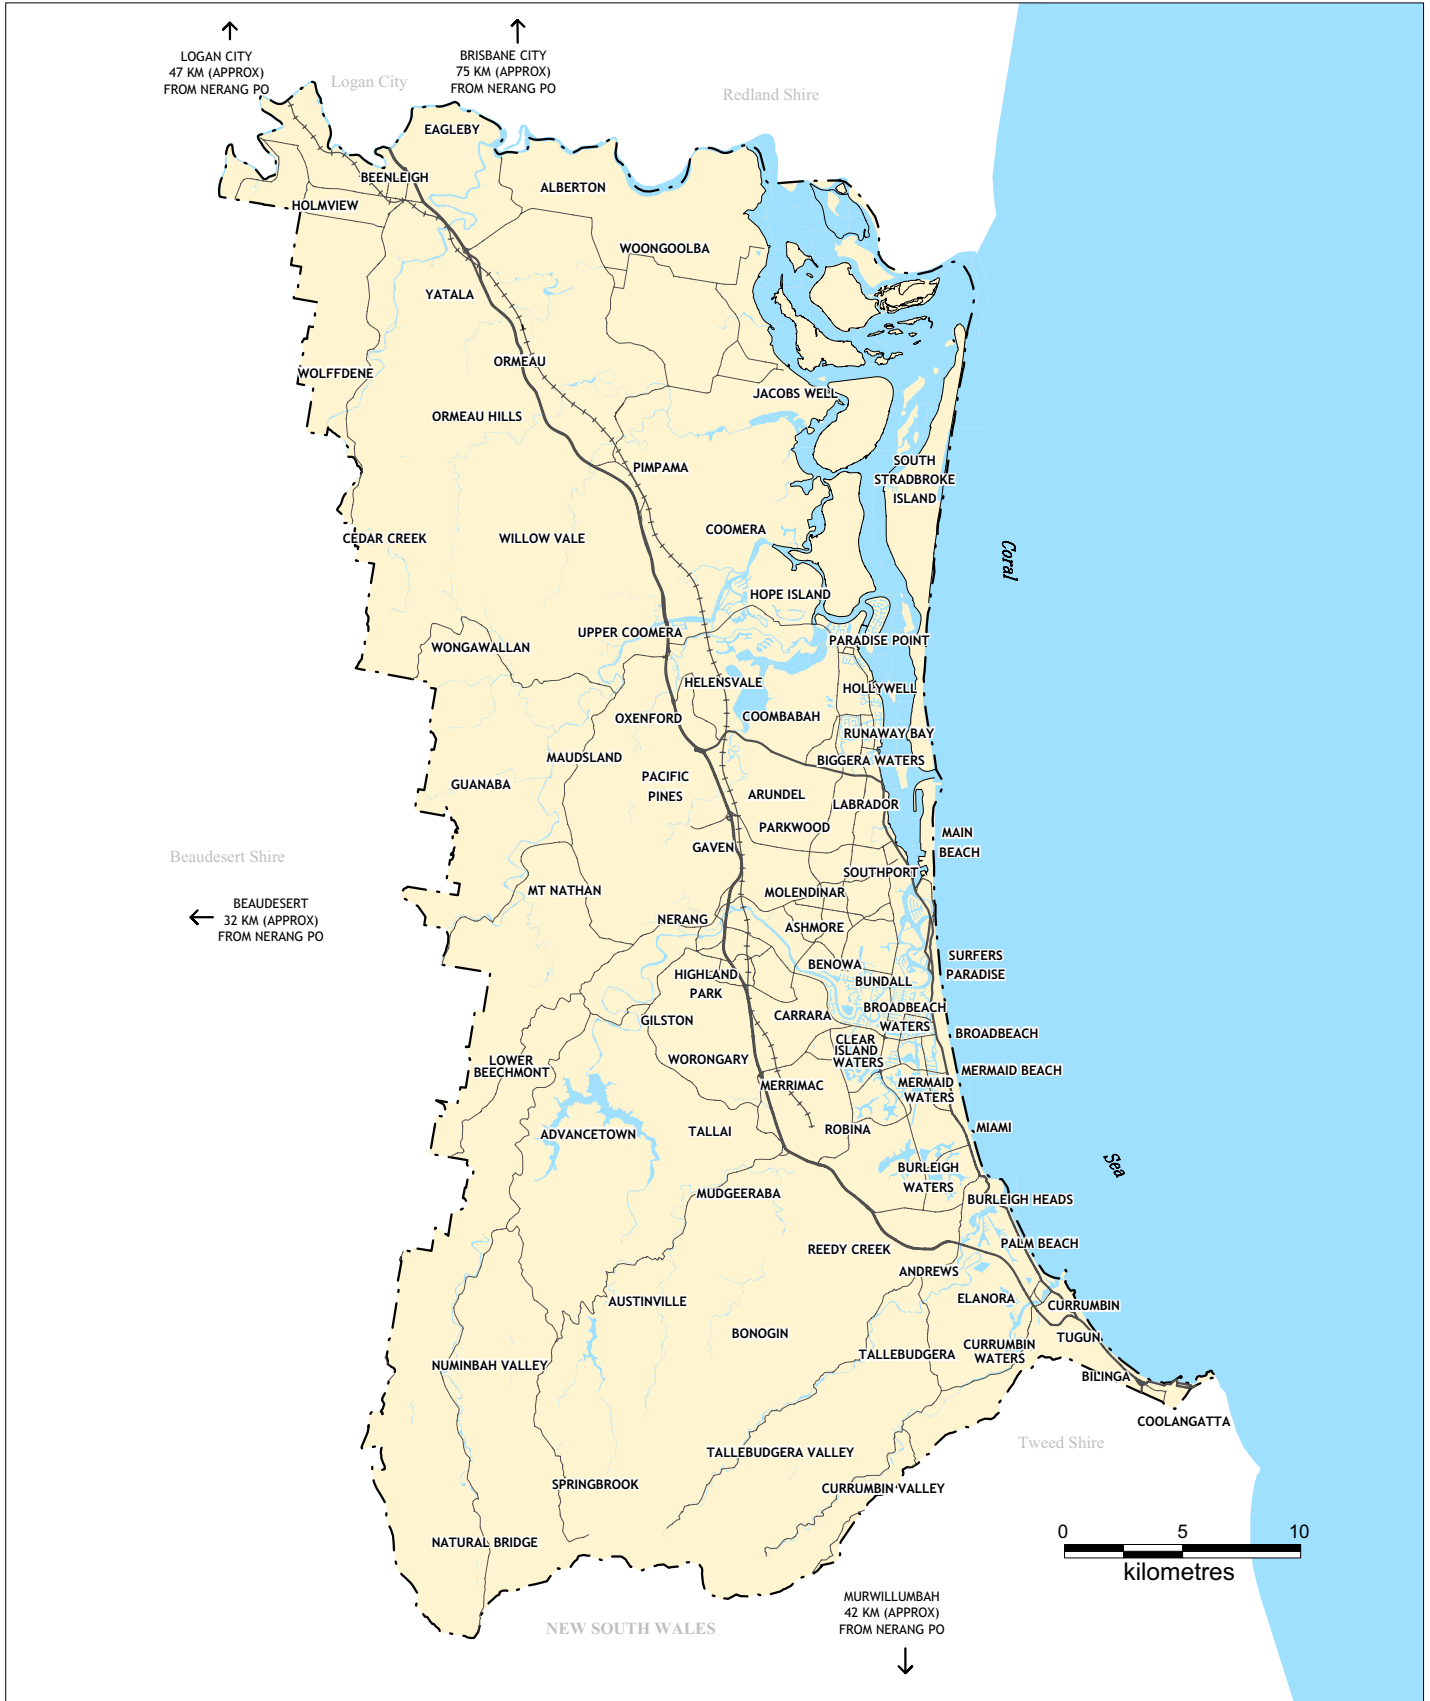 LOGAN CITY
47 KM (APPROX)
FROM NERANG PO
BRISBANE CITY
75 KM (APPROX)
FROM NERANG PO
Logan City
Redland Shire
EAGLEBY
BEENLEIGH
ALBERTON
HOLMVIEW
WOONGOOLBA
YATALA
ORMEAU
WOLFFDENE
JACOBS WELL
ORMEAU HILLS
PIMPAMA
SOUTH
STRADBROKE
ISLAND
COOMERA
CEDAR CREEK
WILLOW VALE
Coral
HOPE ISLAND
UPPER COOMERA
PARADISE POINT
WONGAWALLAN
HELENSVALE
HOLLYWELL
OXENFORD
COOMBABAH
RUNAWAY BAY
MAUDSLAND
BIGGERA WATERS
PACIFIC
PINES
GUANABA
ARUNDEL
LABRADOR
PARKWOOD
MAIN
BEACH
GAVEN
Beaudesert Shire
SOUTHPORT
MT NATHAN
MOLENDINAR
BEAUDESERT
32 KM (APPROX)
FROM NERANG PO
NERANG
ASHMORE
SURFERS
PARADISE
BENOWA
HIGHLAND
PARK
BUNDALL
BROADBEACH
WATERS
GILSTON
CARRARA
BROADBEACH
CLEAR
ISLAND
WATERS
LOWER
BEECHMONT
WORONGARY
MERMAID BEACH
MERRIMAC
MERMAID
WATERS
ADVANCETOWN
TALLAI
ROBINA
MIAMI
Sea
BURLEIGH
WATERS
MUDGEERABA
BURLEIGH HEADS
REEDY CREEK
PALM BEACH
ANDREWS
ELANORA
AUSTINVILLE
CURRUMBIN
BONOGIN
TUGUN
CURRUMBIN
WATERS
TALLEBUDGERA
NUMINBAH VALLEY
BILINGA
COOLANGATTA
Tweed Shire
TALLEBUDGERA VALLEY
SPRINGBROOK
CURRUMBIN VALLEY
NATURAL BRIDGE
0 5 10
kilometres
MURWILLUMBAH
42 KM (APPROX)
FROM NERANG PO
NEW SOUTH WALES